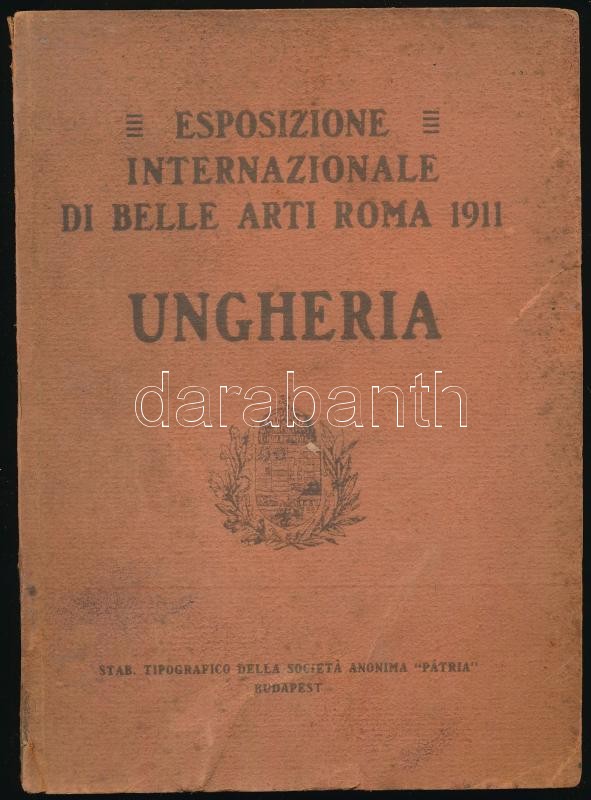 ESPOSIZIONE
INTERNAZIONALE
DI BELLE ARTI ROMA 1911
UNGHERIA
darabanth
STAB. TIPOGRAFICO DELLA SOCIETÀ ANONIMA "PÁTRIA"
BUDAPEST